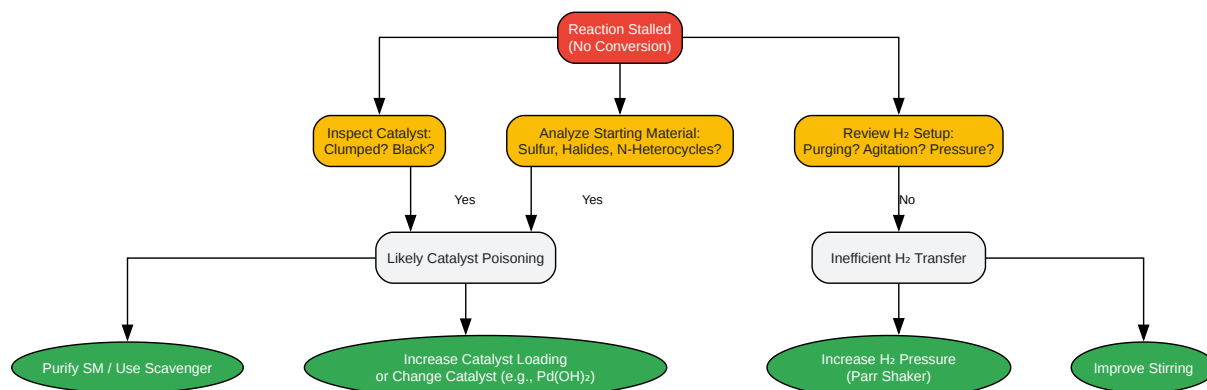 Reaction Stalled
(No Conversion)
Inspect Catalyst:
Clumped? Black?
Analyze Starting Material:
Sulfur, Halides, N-Heterocycles?
Review H₂ Setup:
Purging? Agitation? Pressure?
Yes
Yes
No
Likely Catalyst Poisoning
Inefficient H₂ Transfer
Purify SM / Use Scavenger
Increase Catalyst Loading
or Change Catalyst (e.g., Pd(OH)₂)
Increase H₂ Pressure
(Parr Shaker)
Improve Stirring